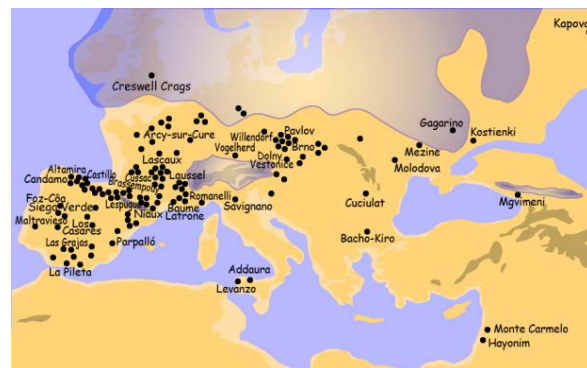 Kapova
Creswell Crags
Gagarino
Kostienki
Arcy-sur-Cure
Willendorf
Pavlov
Vogelherd
Brno
Dolny
Vestonice
Mezine
Molodova
Lascaux
Altamira
Castillo
Cussac
Laussel
Candamo
Brassempouy
Lespugue
Romanelli
Foz-Côa
Siega Verde
Niaux
Baume
Latrone
Savignano
Cuciulat
Mgvimeni
Maltravieso
Los
Casares
Las Grajas
Parpalló
Bacho-Kiro
La Pileta
Addaura
Levanzo
Monte Carmelo
Hayonim